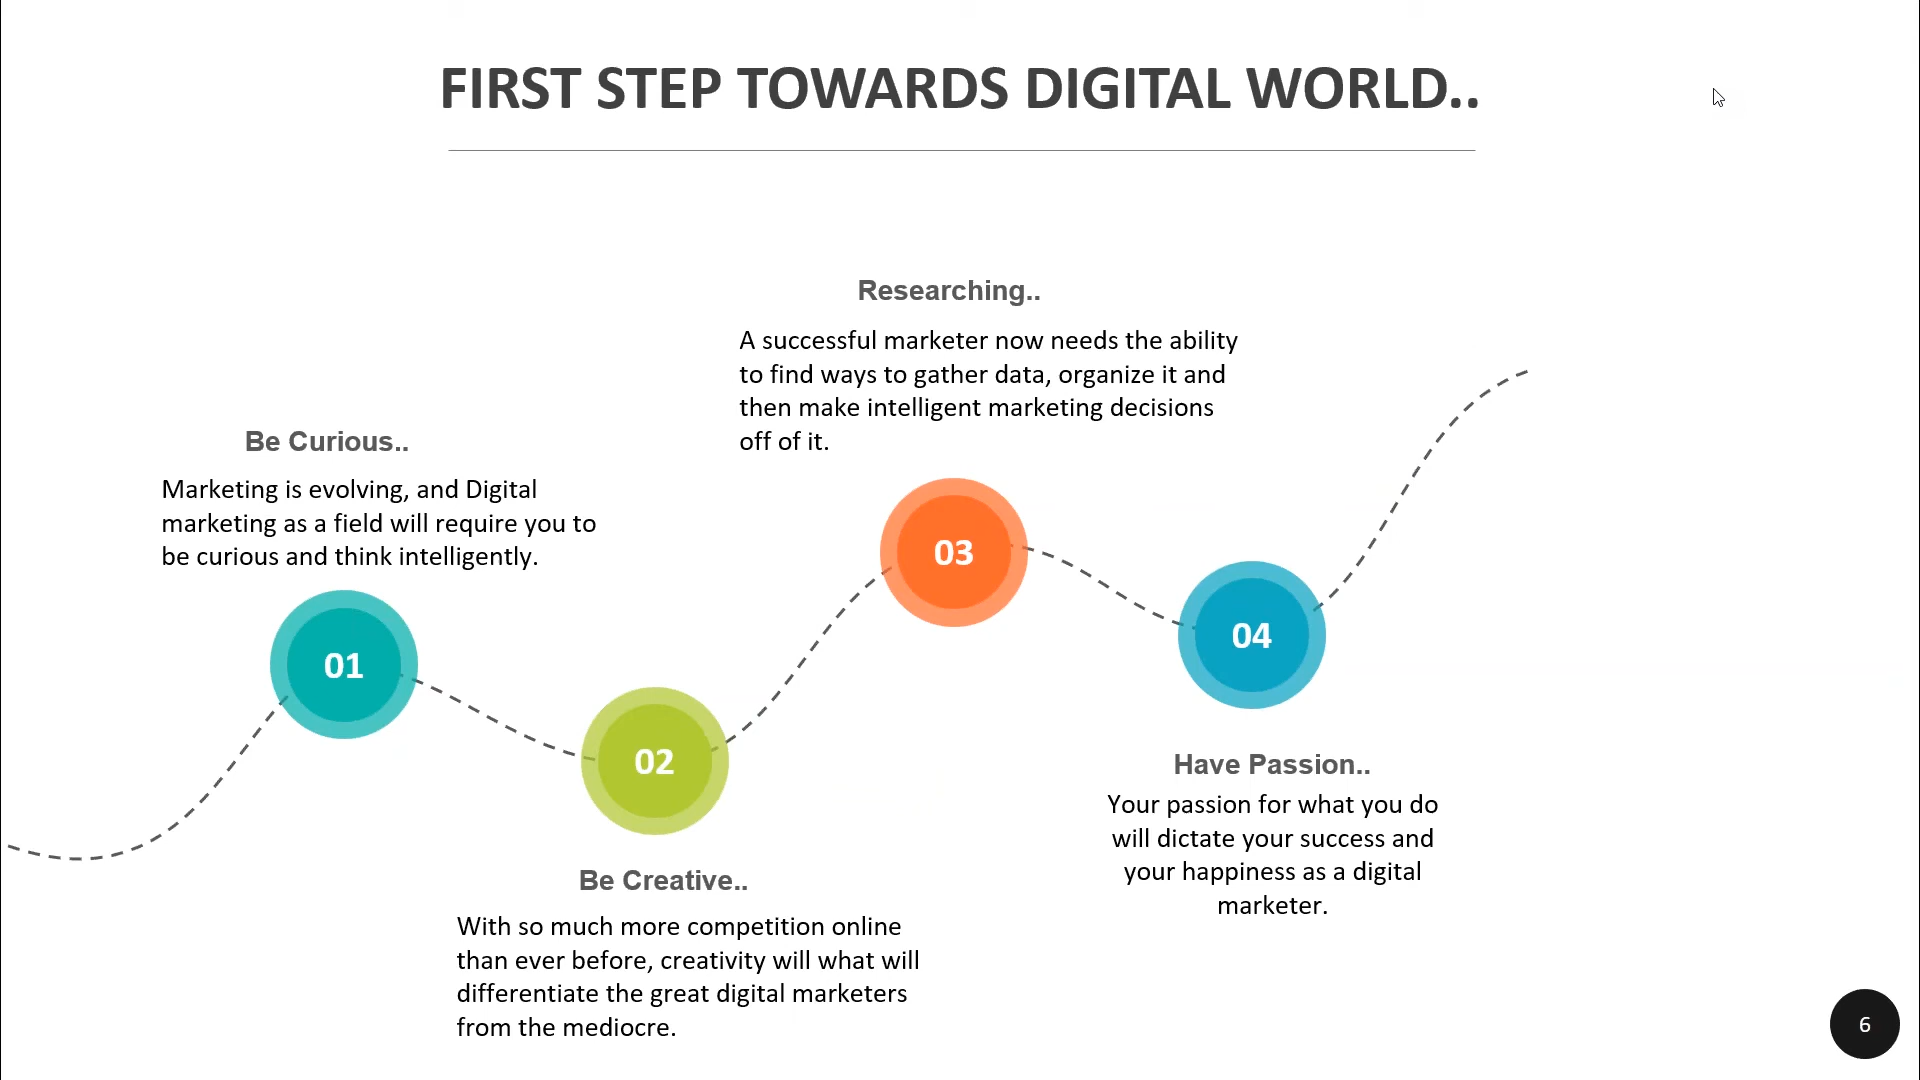 FIRST STEP TOWARDS DIGITAL WORLD..
Be Curious..
Marketing is evolving, and Digital
marketing as a field will require you to
be curious and think intelligently.
01
02
Be Creative..
With so much more competition online
than ever before, creativity will what will
differentiate the great digital marketers
from the mediocre.
Researching..
A successful marketer now needs the ability
to find ways to gather data, organize it and
then make intelligent marketing decisions
off of it.
03
04
Have Passion..
Your passion for what you do
will dictate your success and
your happiness as a digital
marketer.
6